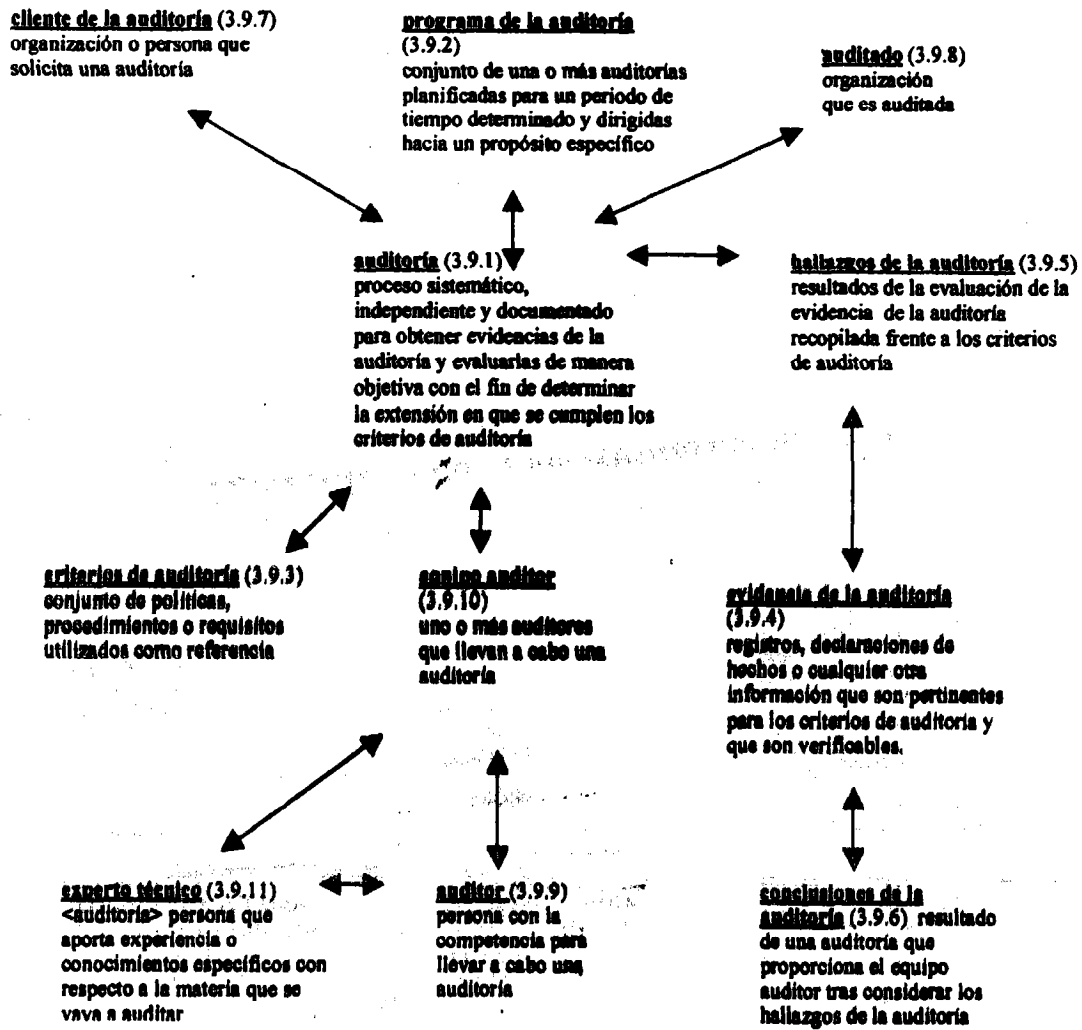 cliente de la auditoría (3.9.7)
organización o persona que
solicita una auditoría
programa de la auditoría
(3.9.2)
conjunto de una o más auditorías
planificadas para un periodo de
tiempo determinado y dirigidas
hacia un propósito específico
auditado (3.9.8)
organización
que es auditada
auditoría (3.9.1)
proceso sistemático,
independiente y documentado
para obtener evidencias de la
auditoría y evaluarlas de manera
objetiva con el fin de determinar
la extensión en que se cumplen los
criterios de auditoría
hallazgos de la auditoría (3.9.5)
resultados de la evaluación de la
evidencia de la auditoría
recopilada frente a los criterios
de auditoría
criterios de auditoría (3.9.3)
conjunto de políticas,
procedimientos o requisitos
utilizados como referencia
equipo auditor
(3.9.10)
uno o más auditores
que llevan a cabo una
auditoría
evidencia de la auditoría
(3.9.4)
registros, declaraciones de
hechos o cualquier otra
información que son pertinentes
para los criterios de auditoría y
que son verificables.
experto técnico (3.9.11)
<auditoría> persona que
aporta experiencia o
conocimientos específicos con
respecto a la materia que se
vaya a auditar
auditor (3.9.9)
persona con la
competencia para
llevar a cabo una
auditoría
conclusiones de la
auditoría (3.9.6) resultado
de una auditoría que
proporciona el equipo
auditor tras considerar los
hallazgos de la auditoría